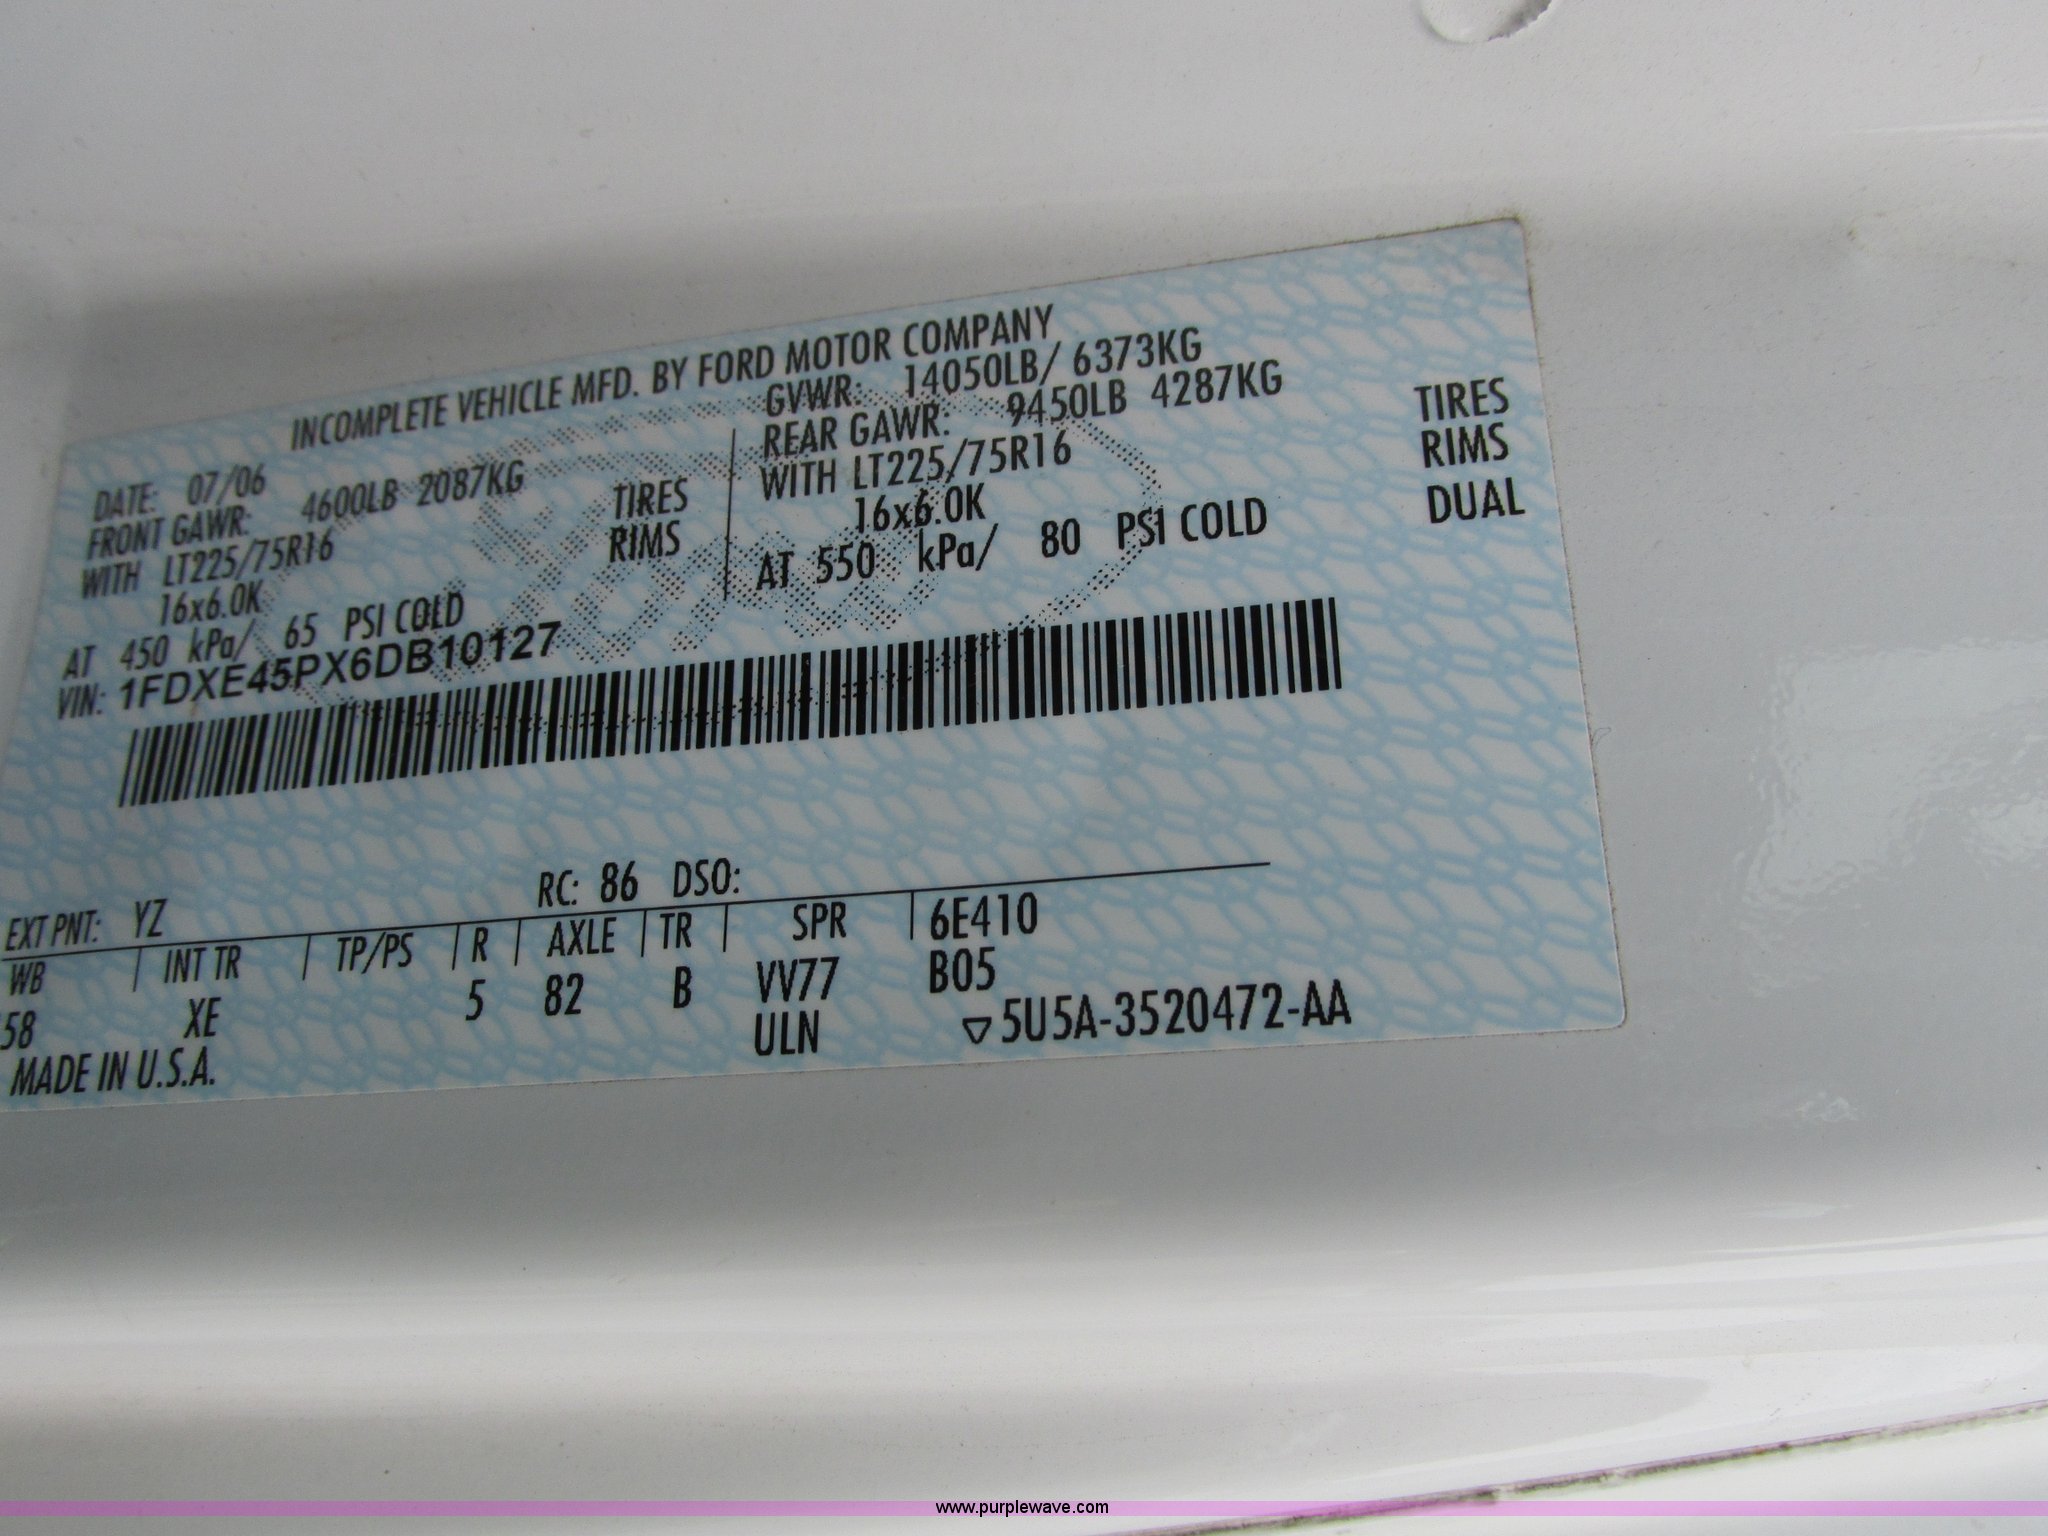 INCOMPLETE VEHICLE MFD. BY FORD MOTOR COMPANY
DATE: 07/06
FRONT GAWR: 4600LB 2087KG
WITH LT225/75R16 TIRES
16x6.0K RIMS
AT 450 kPa/ 65 PSI COLD
GVWR: 14050LB/ 6373KG
REAR GAWR: 9450LB 4287KG
WITH LT225/75R16 TIRES
16x6.0K RIMS
AT 550 kPa/ 80 PSI COLD DUAL
VIN: 1FDXE45PX6DB10127
EXT PNT: YZ RC: 86 DSO:
WB INT TR TP/PS R AXLE TR SPR 6E410
58 XE 5 82 B VV77 B05
ULN ▽5U5A-3520472-AA
MADE IN U.S.A.
www.purplewave.com